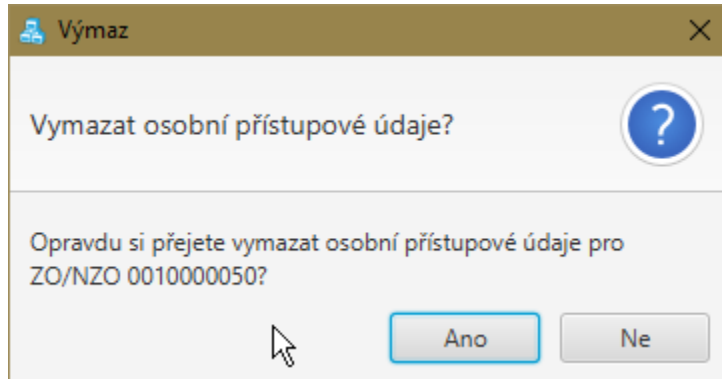 Výmaz
Vymazat osobní přístupové údaje?
?
Opravdu si přejete vymazat osobní přístupové údaje pro
ZO/NZO 0010000050?
Ano
Ne